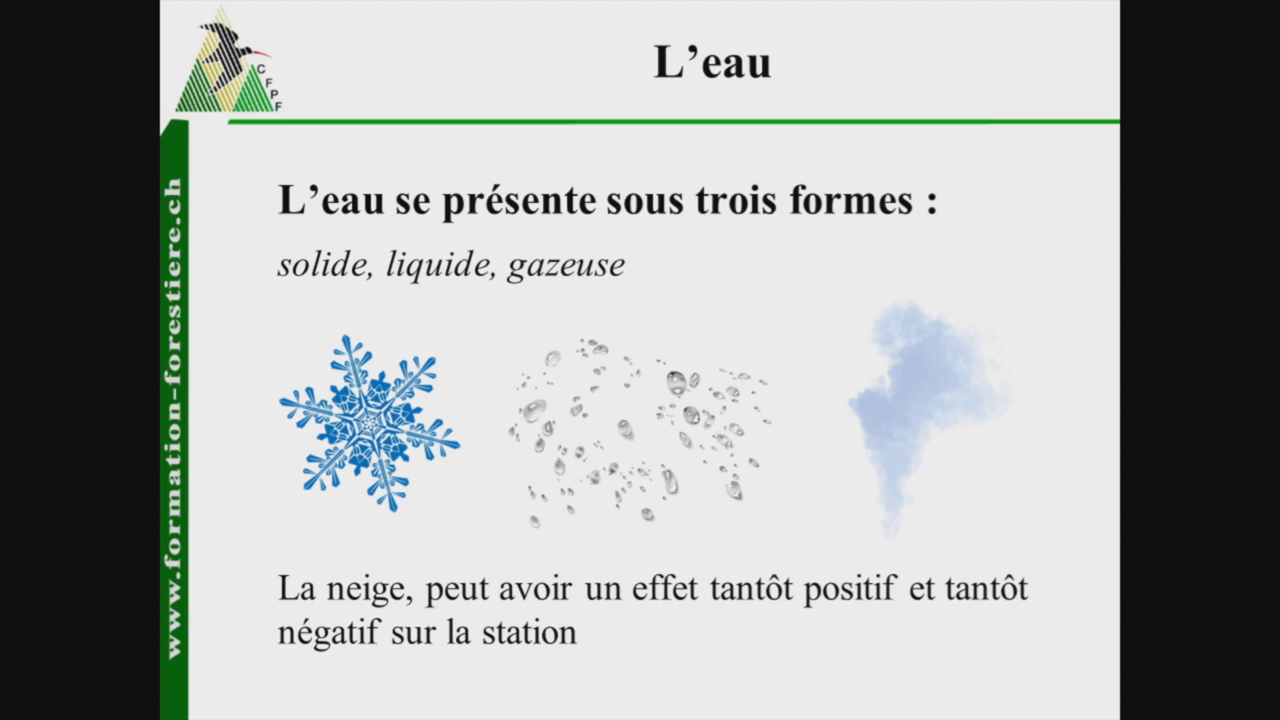 C
F
P
F
L’eau
www.formation-forestiere.ch
L’eau se présente sous trois formes :
solide, liquide, gazeuse
La neige, peut avoir un effet tantôt positif et tantôt
négatif sur la station